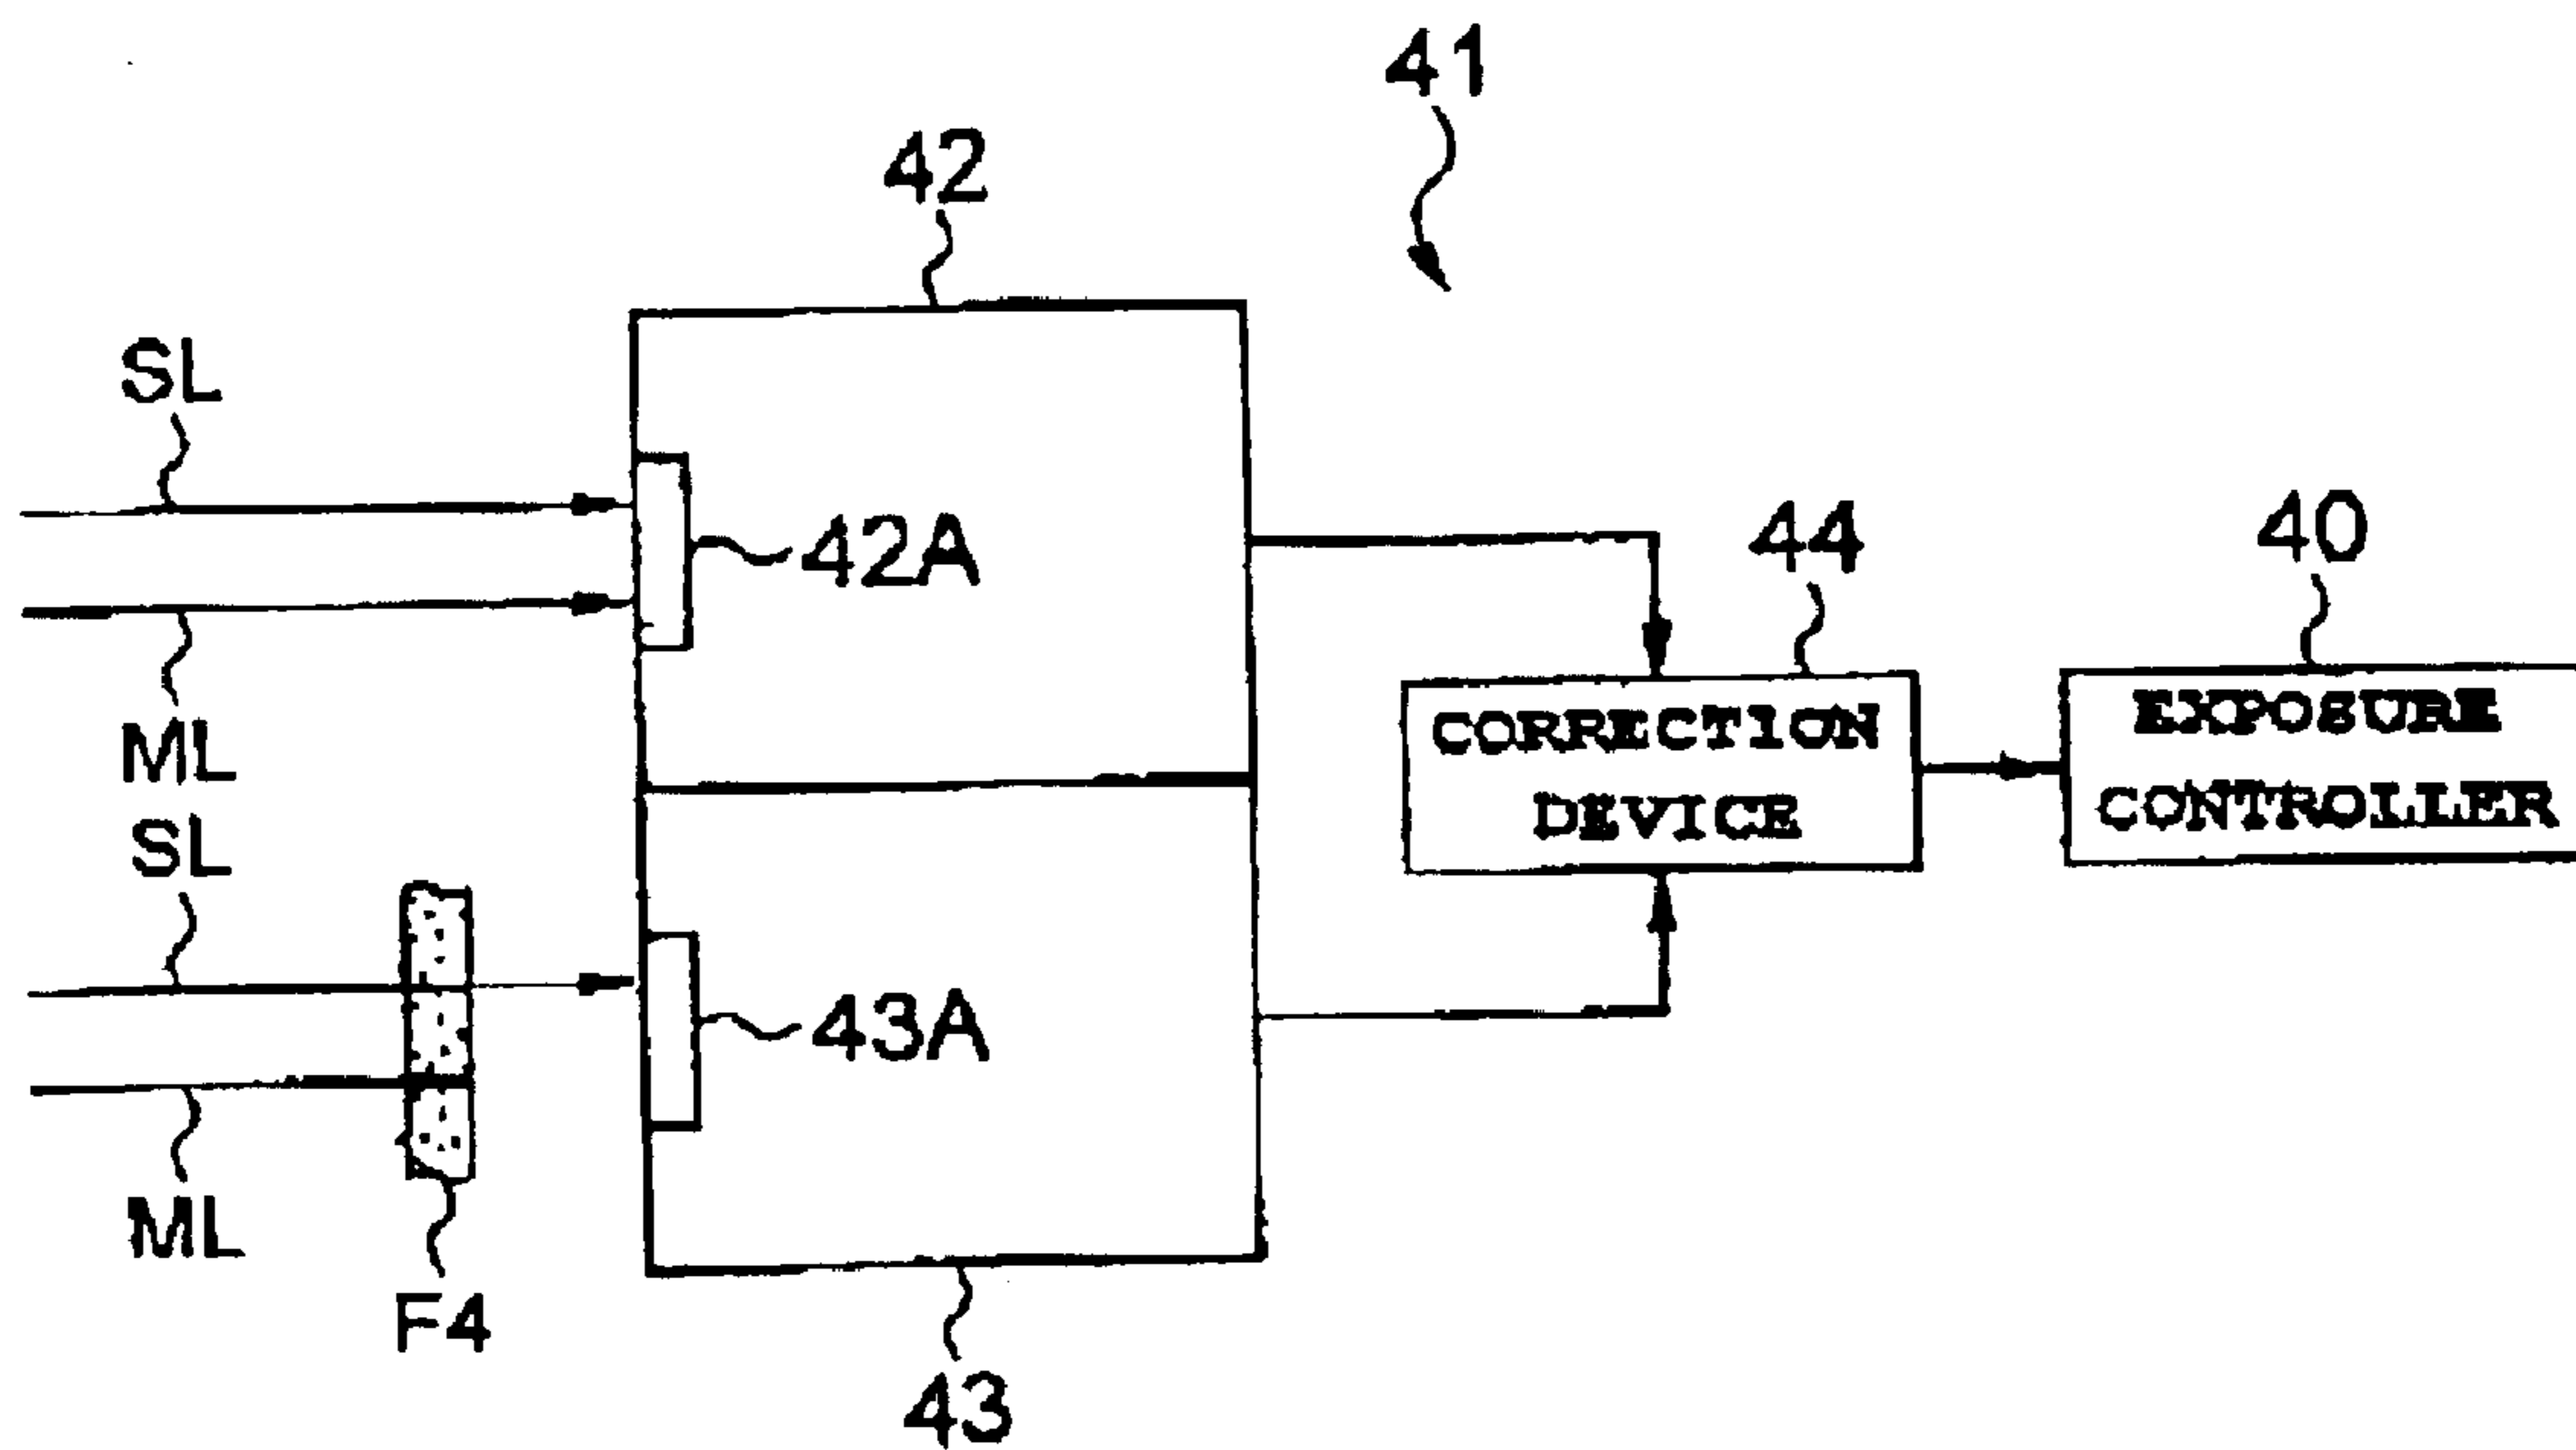 41
42
SL
42A
44
40
ML
CORRECTION
DEVICE
EXPOSURE
CONTROLLER
SL
43A
ML
F4
43